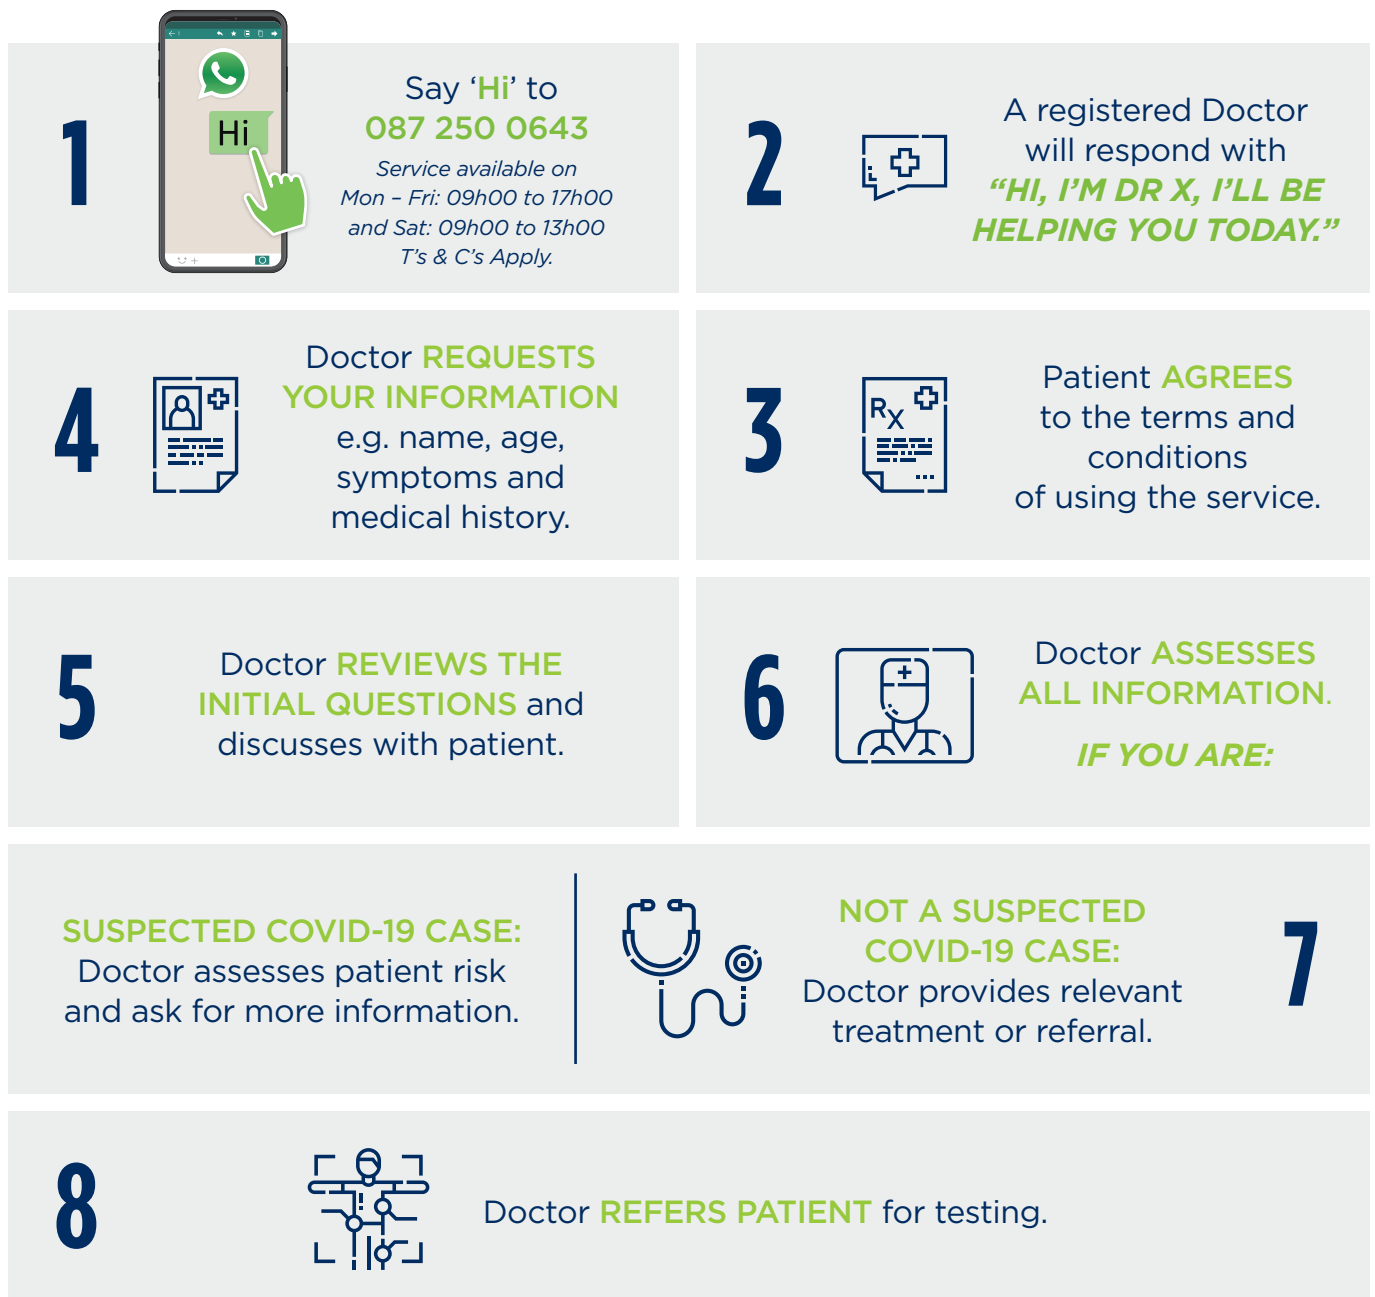 1
Hi
Say ‘Hi’ to
087 250 0643
Service available on
Mon – Fri: 09h00 to 17h00
and Sat: 09h00 to 13h00
T’s & C’s Apply.
2
A registered Doctor
will respond with
“HI, I’M DR X, I’LL BE
HELPING YOU TODAY.”
3
Rx
Patient AGREES
to the terms and
conditions
of using the service.
4
Doctor REQUESTS
YOUR INFORMATION
e.g. name, age,
symptoms and
medical history.
5
Doctor REVIEWS THE
INITIAL QUESTIONS and
discusses with patient.
6
Doctor ASSESSES
ALL INFORMATION.
IF YOU ARE:
SUSPECTED COVID-19 CASE:
Doctor assesses patient risk
and ask for more information.
NOT A SUSPECTED
COVID-19 CASE:
Doctor provides relevant
treatment or referral.
7
8
Doctor REFERS PATIENT for testing.